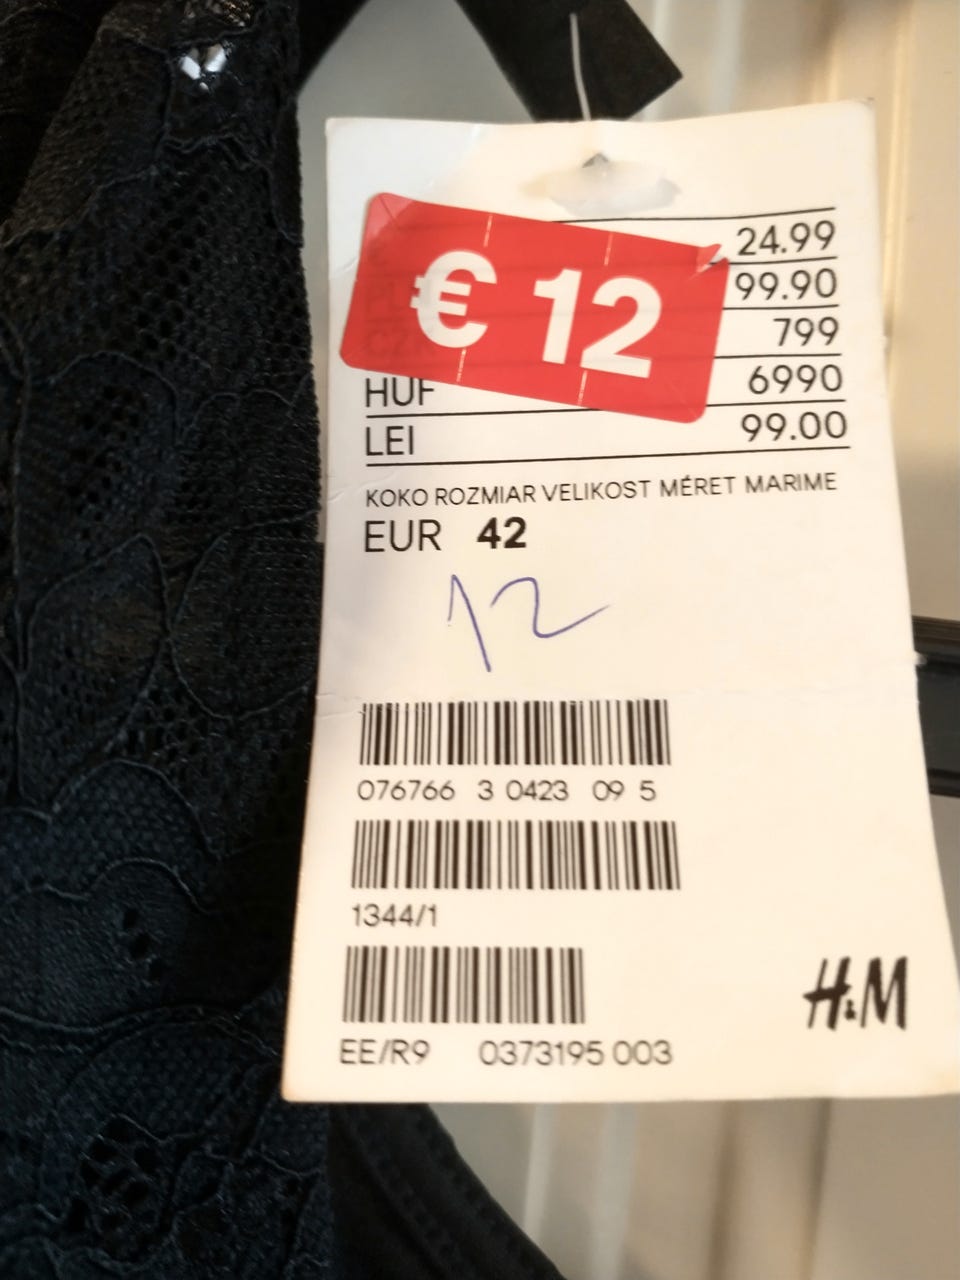 € 12
24.99
99.90
799
HUF 6990
LEI 99.00
KOKO ROZMIAR VELIKOST MÉRET MARIME
EUR 42
12
076766 3 0423 09 5
1344/1
H&M
EE/R9 0373195 003